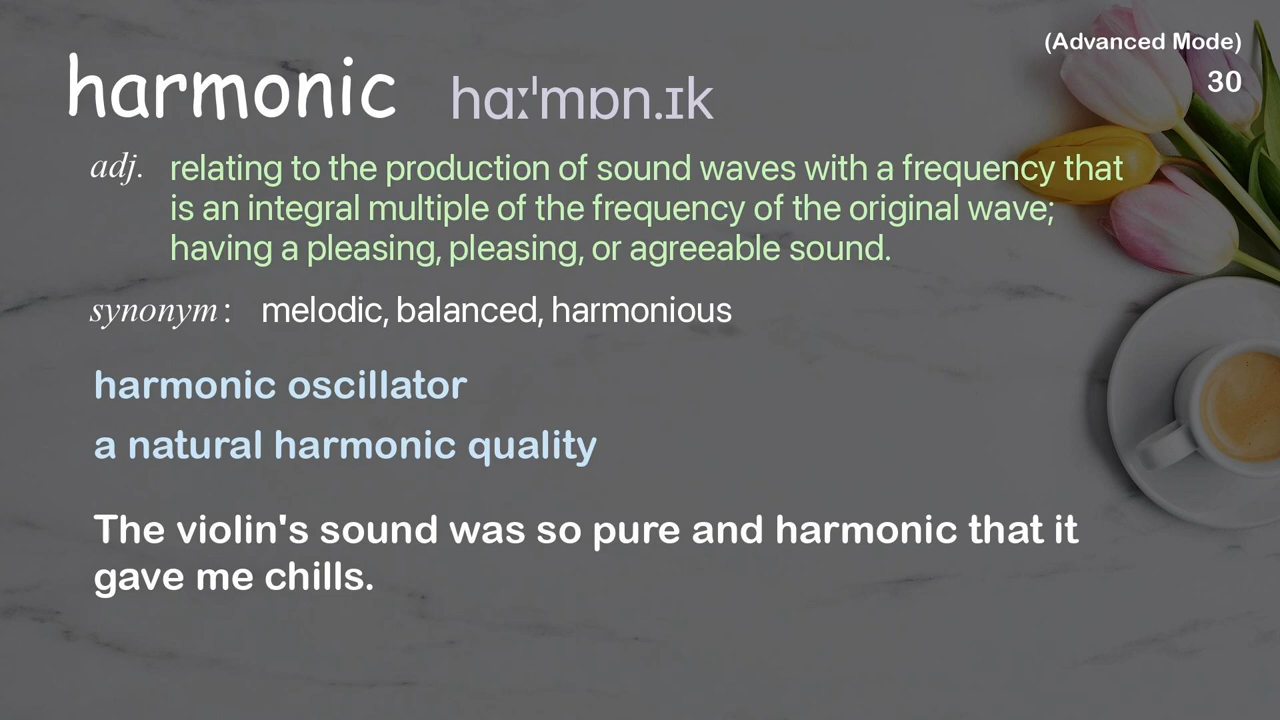 (Advanced Mode)
30
harmonic hɑːˈmɒn.ɪk
adj. relating to the production of sound waves with a frequency that
is an integral multiple of the frequency of the original wave;
having a pleasing, pleasing, or agreeable sound.
synonym: melodic, balanced, harmonious
harmonic oscillator
a natural harmonic quality
The violin's sound was so pure and harmonic that it
gave me chills.